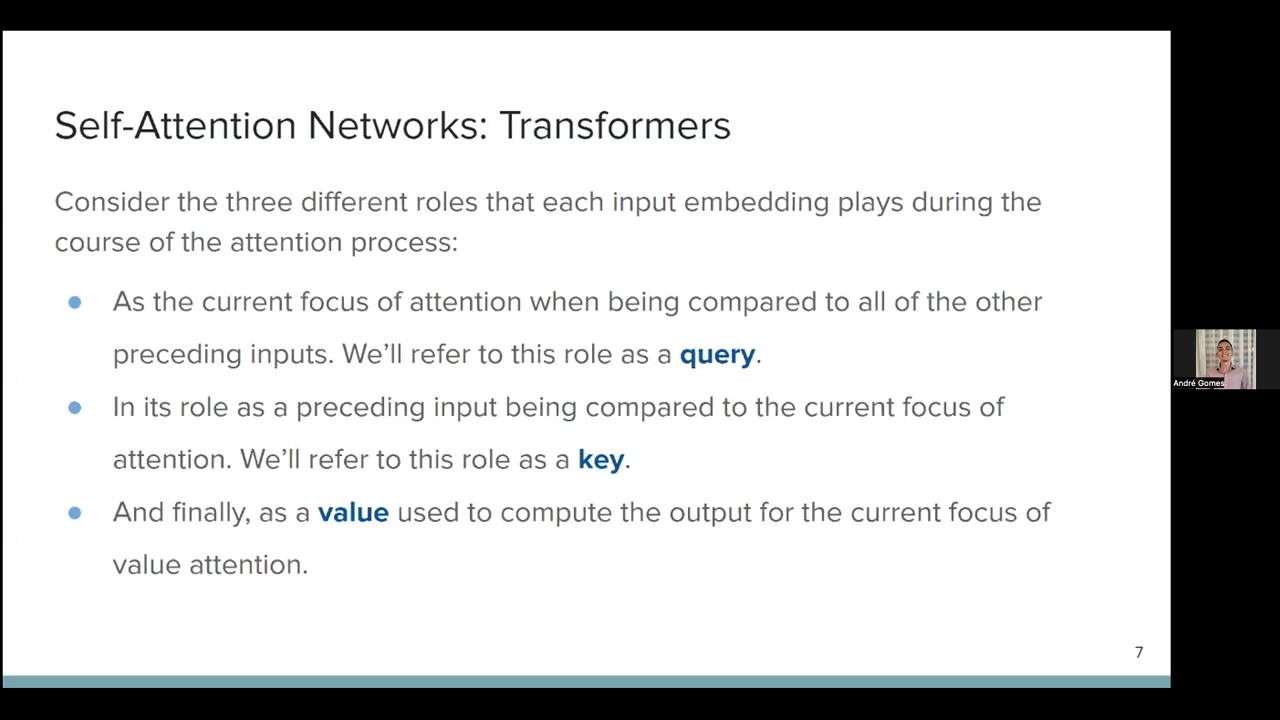 Self-Attention Networks: Transformers
Consider the three different roles that each input embedding plays during the
course of the attention process:
● As the current focus of attention when being compared to all of the other
preceding inputs. We’ll refer to this role as a query.
● In its role as a preceding input being compared to the current focus of
attention. We’ll refer to this role as a key.
● And finally, as a value used to compute the output for the current focus of
value attention.
7
André Gomes